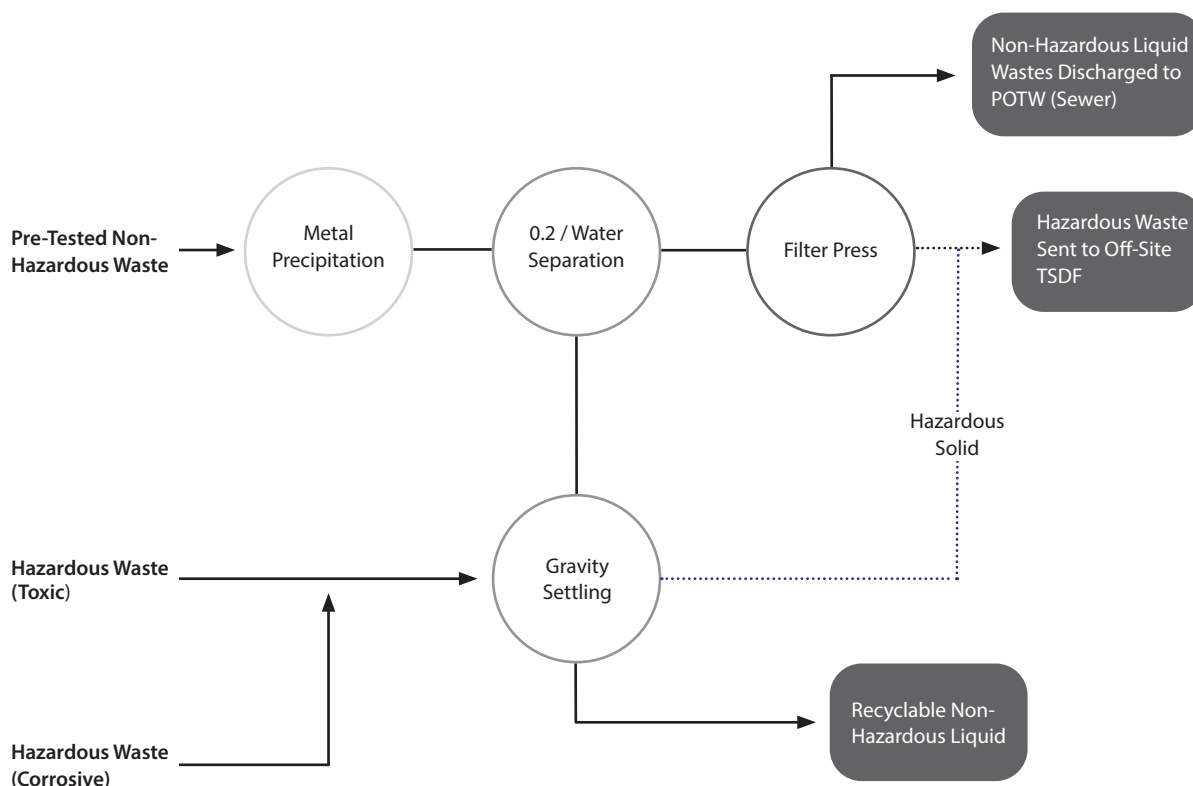 Non-Hazardous Liquid
Wastes Discharged to
POTW (Sewer)
Pre-Tested Non-
Hazardous Waste
Metal
Precipitation
0.2 / Water
Separation
Filter Press
Hazardous Waste
Sent to Off-Site
TSDF
Hazardous
Solid
Hazardous Waste
(Toxic)
Gravity
Settling
Recyclable Non-
Hazardous Liquid
Hazardous Waste
(Corrosive)